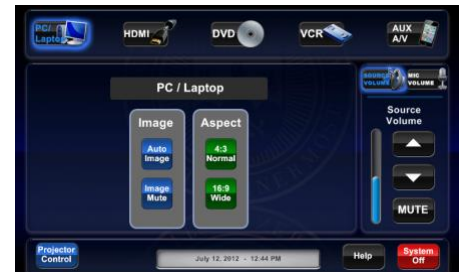 PC/
Laptop
HDMI
DVD
VCR
AUX
A/V
PC / Laptop
SOURCE
VOLUME
MIC
VOLUME
Image
Aspect
Auto
Image
4:3
Normal
Image
Mute
16:9
Wide
Source
Volume
MUTE
Projector
Control
July 12, 2012 - 12:44 PM
Help
System
Off